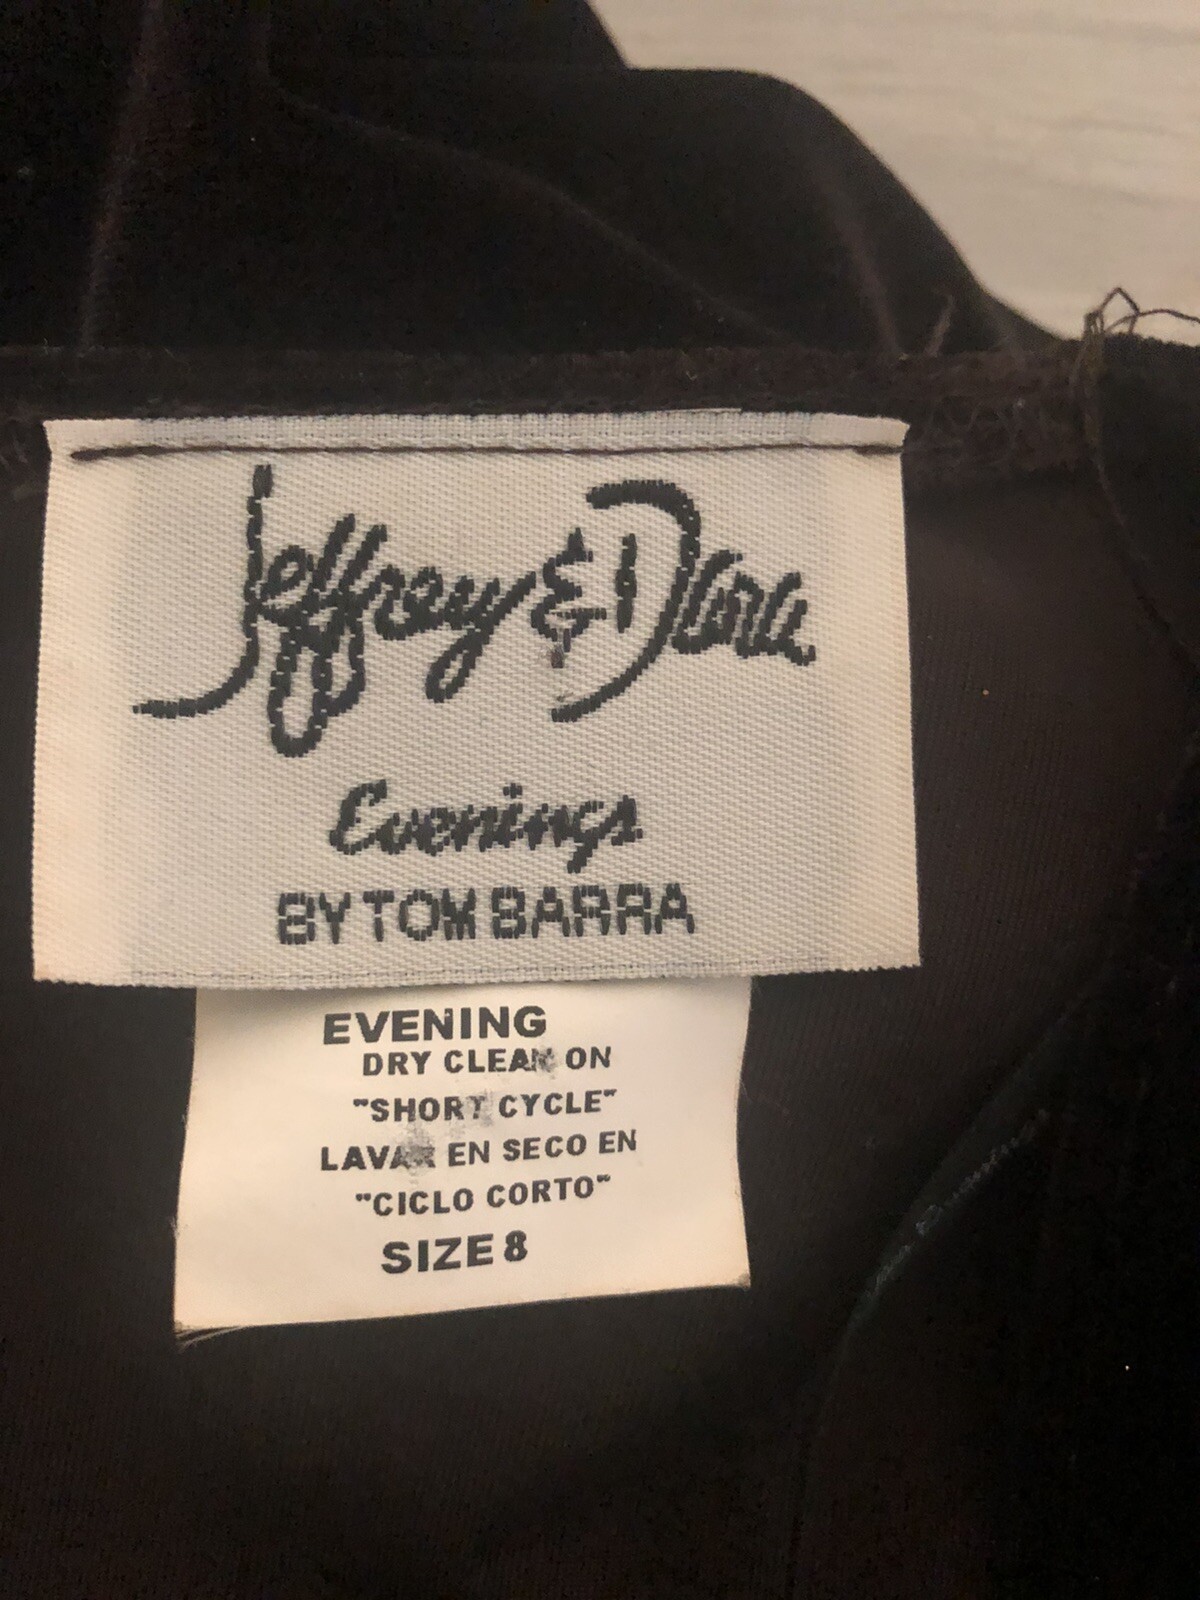 Jeffrey & Dara
Evenings
BY TOM BARRA
EVENING
DRY CLEAN ON
"SHORT CYCLE"
LAVAR EN SECO EN
"CICLO CORTO"
SIZE 8